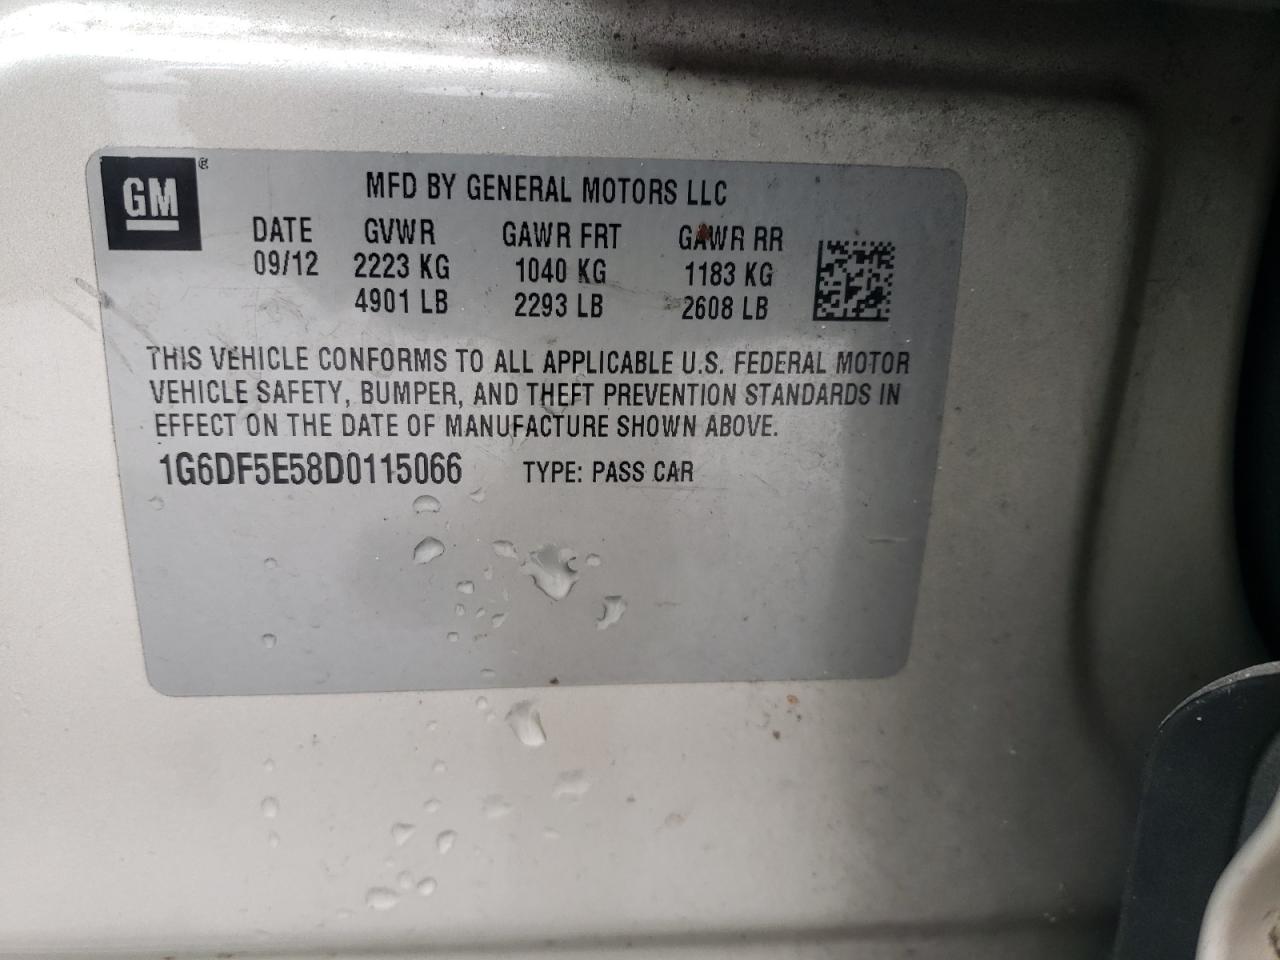 GM®
MFD BY GENERAL MOTORS LLC
DATE GVWR GAWR FRT GAWR RR
09/12 2223 KG 1040 KG 1183 KG
4901 LB 2293 LB 2608 LB
THIS VEHICLE CONFORMS TO ALL APPLICABLE U.S. FEDERAL MOTOR
VEHICLE SAFETY, BUMPER, AND THEFT PREVENTION STANDARDS IN
EFFECT ON THE DATE OF MANUFACTURE SHOWN ABOVE.
1G6DF5E58D0115066 TYPE: PASS CAR